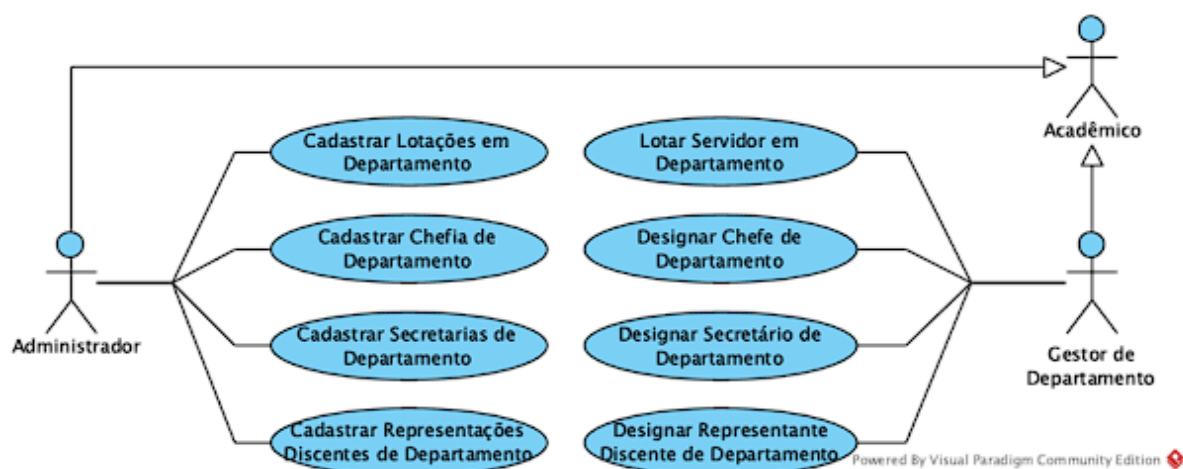 Acadêmico
Cadastrar Lotações em
Departamento
Lotar Servidor em
Departamento
Cadastrar Chefia de
Departamento
Designar Chefe de
Departamento
Administrador
Cadastrar Secretarias de
Departamento
Designar Secretário de
Departamento
Gestor de
Departamento
Cadastrar Representações
Discentes de Departamento
Designar Representante
Discente de Departamento
Powered By Visual Paradigm Community Edition